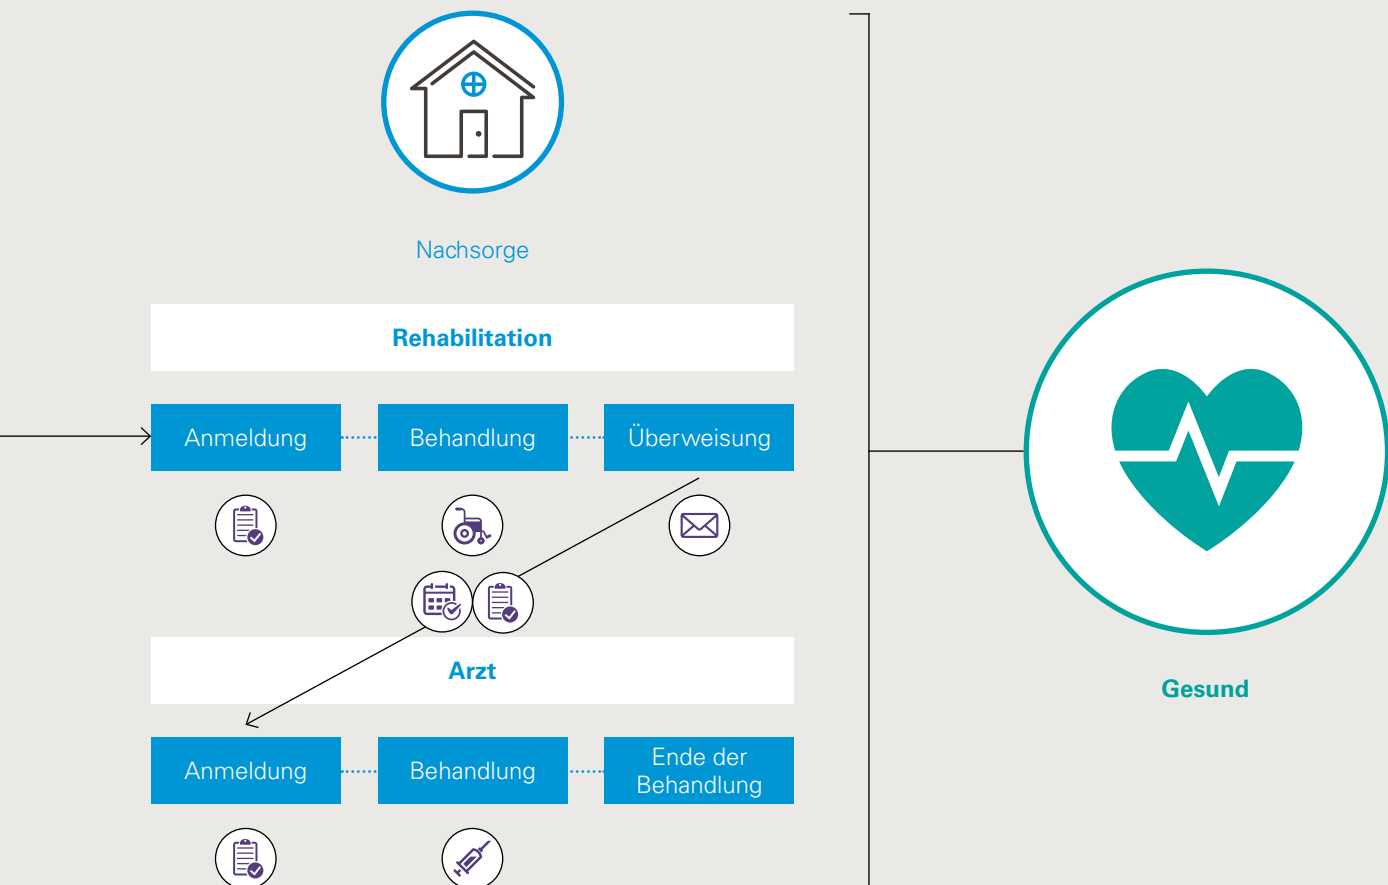 Nachsorge
Rehabilitation
Anmeldung
Behandlung
Überweisung
Arzt
Anmeldung
Behandlung
Ende der
Behandlung
Gesund